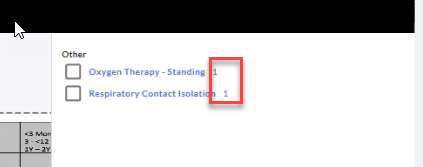 Other
Oxygen Therapy - Standing 1
Respiratory Contact Isolation 1
<3 Mon
3 - <12
1Y - 2Y